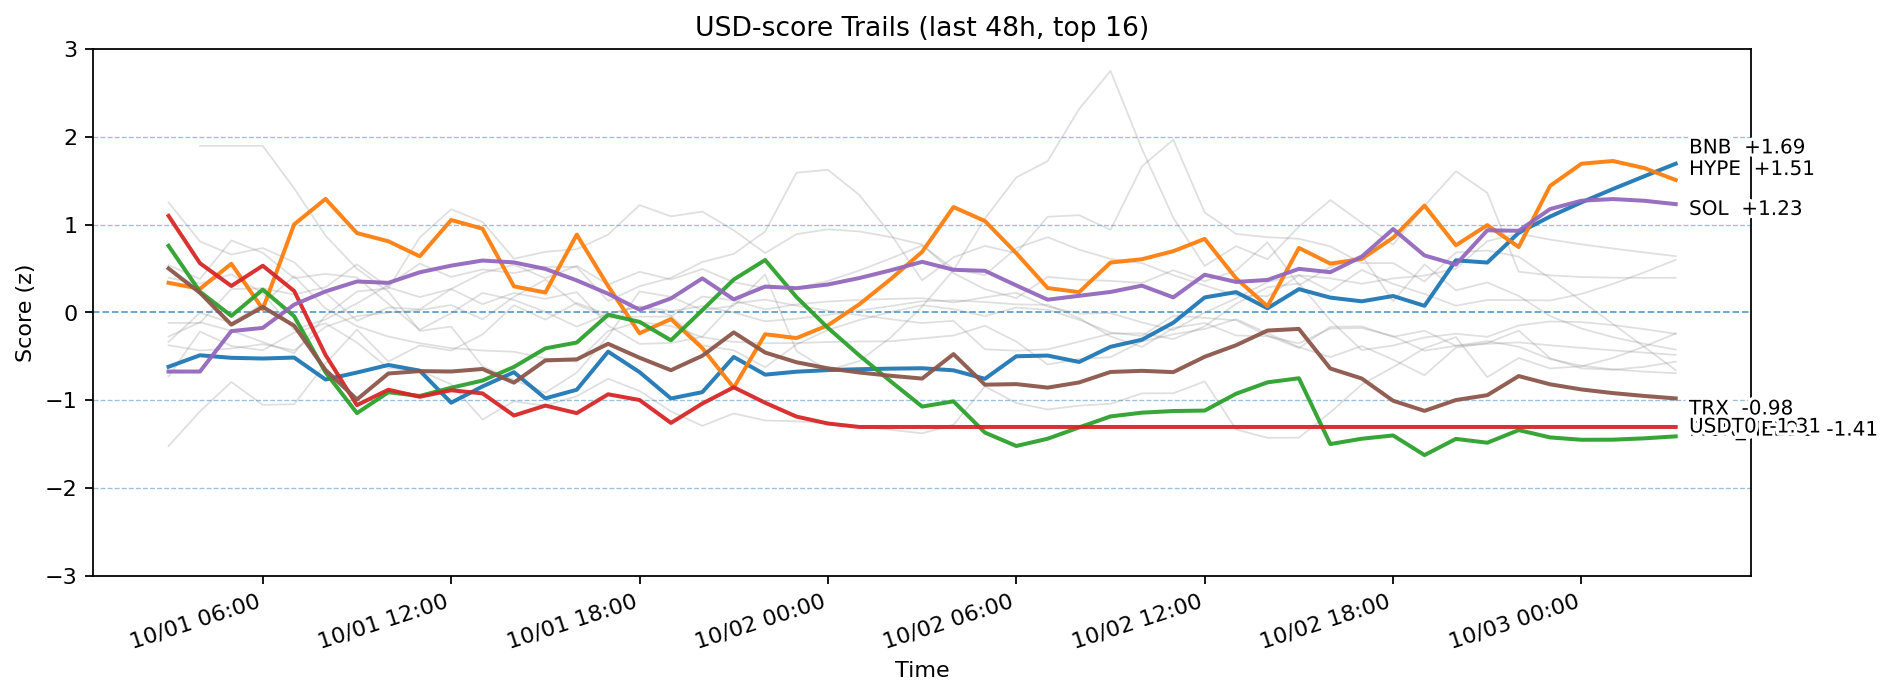 USD-score Trails (last 48h, top 16)
Score (z)
3
2
1
0
−1
−2
−3
BNB +1.69
HYPE +1.51
SOL +1.23
TRX -0.98
USDT0 -1.31
-1.41
10/01 06:00
10/01 12:00
10/01 18:00
10/02 00:00
10/02 06:00
10/02 12:00
10/02 18:00
10/03 00:00
Time